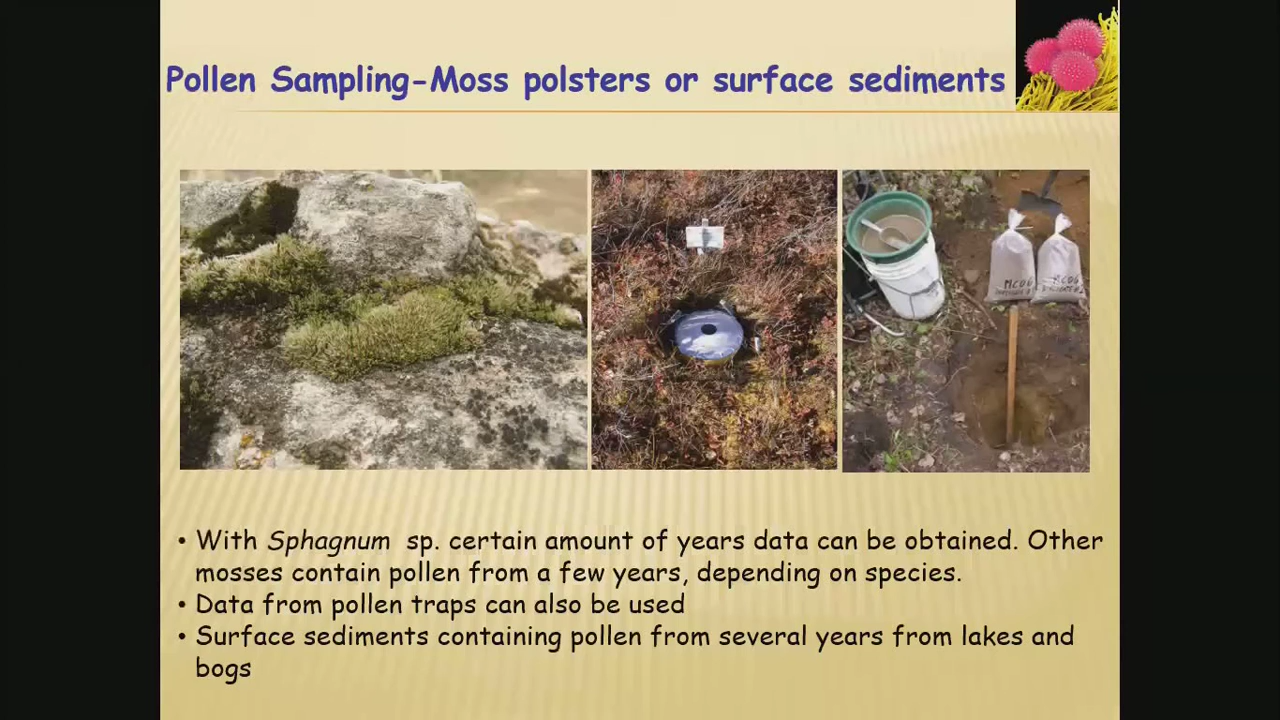 Pollen Sampling-Moss polsters or surface sediments
MCOG MCOG
• With Sphagnum sp. certain amount of years data can be obtained. Other
mosses contain pollen from a few years, depending on species.
• Data from pollen traps can also be used
• Surface sediments containing pollen from several years from lakes and
bogs